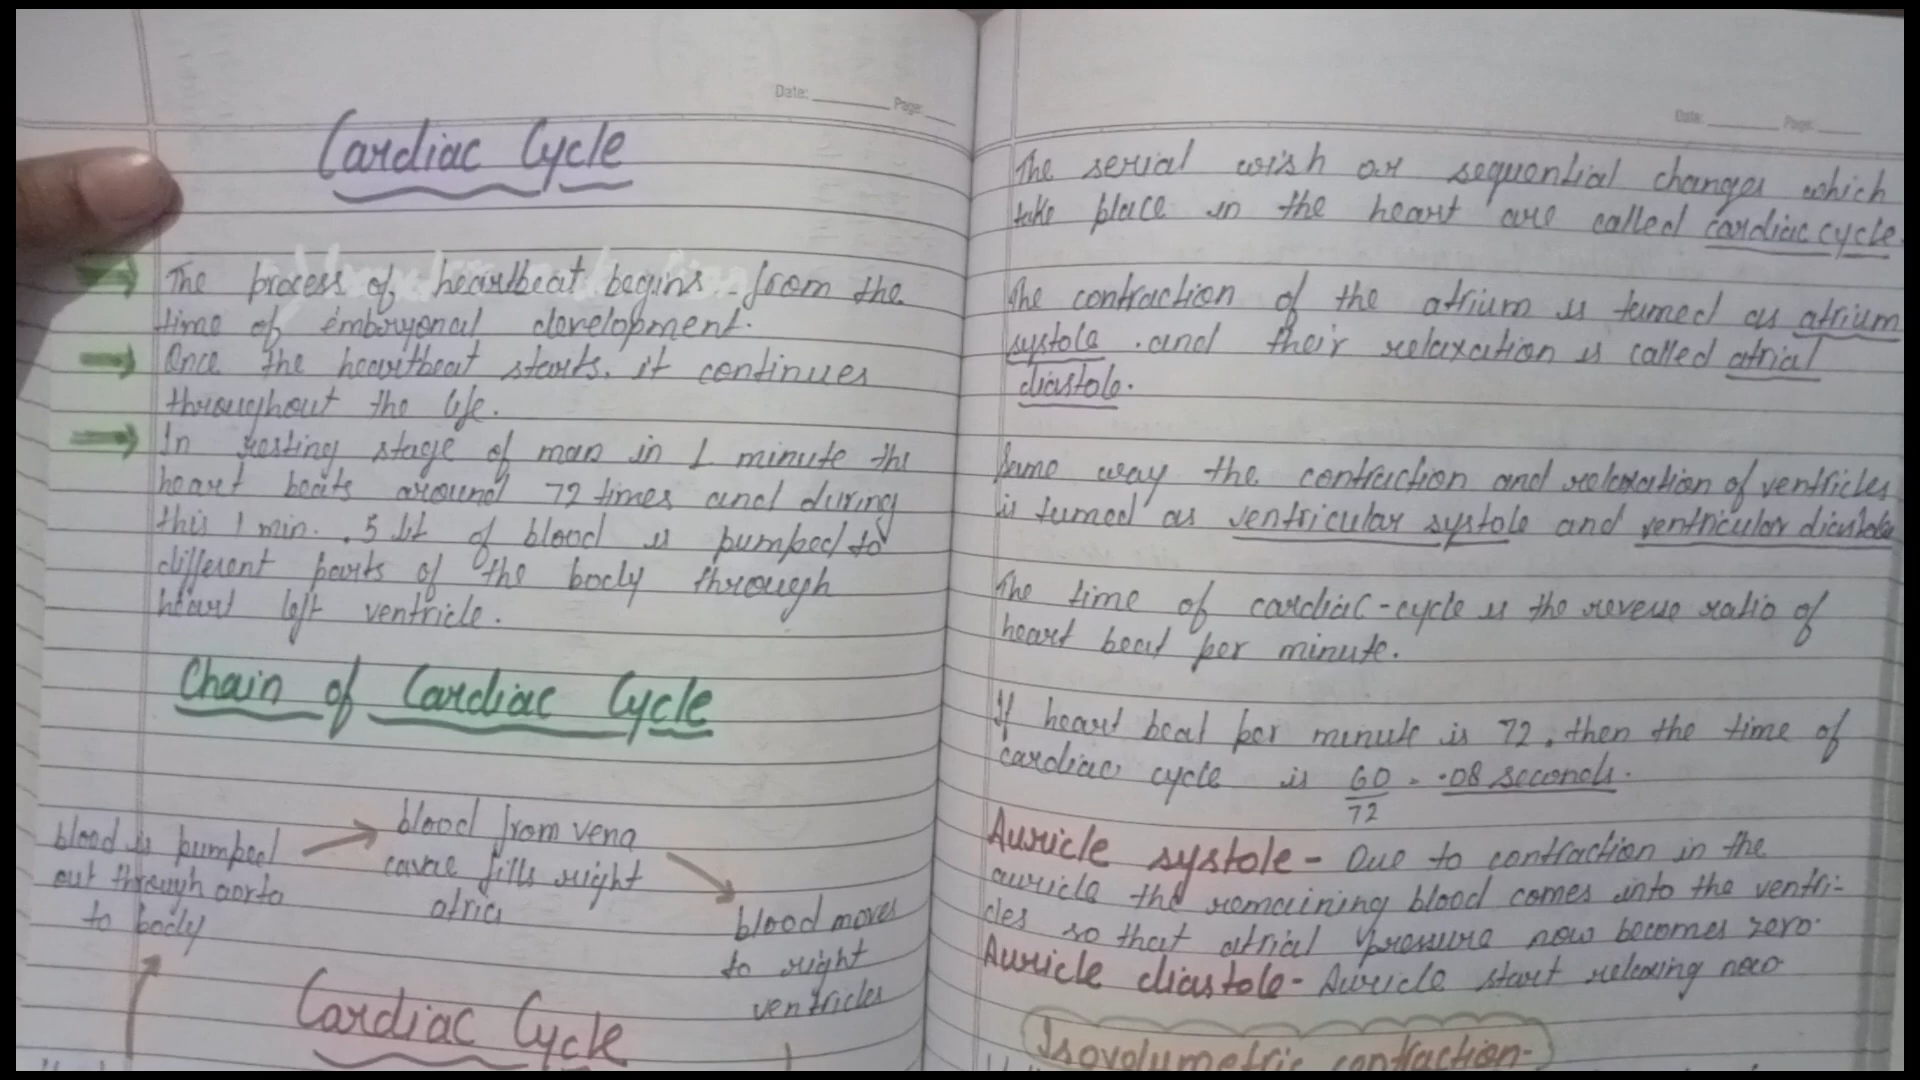 Date: Page:
Cardiac Cycle
The process of heartbeat begins from the
time of embryonal development.
Once the heartbeat starts, it continues
throughout the life.
In resting stage of man in 1 minute the
heart beats around 72 times and during
this 1 min. .5 lit of blood is pumped to
different parts of the body through
heart left ventricle.
Chain of Cardiac Cycle
blood is pumped
out through aorta
to body
blood from vena
cavae fills right
atria
blood moves
to right
ventricles
Cardiac Cycle
Date: Page:
The serial wish or sequential changes which
take place in the heart are called cardiac cycle.
The contraction of the atrium is termed as atrium
systole . and their relaxation is called atrial
diastole.
Same way the contraction and relaxation of ventricles
is termed as ventricular systole and ventricular diastole
The time of cardiac-cycle is the reverse ratio of
heart beat per minute.
If heart beat per minute is 72, then the time of
cardiac cycle is 60/72 = .08 seconds.
Auricle systole - Due to contraction in the
auricle the remaining blood comes into the ventri-
cles so that atrial pressure now becomes zero.
Auricle diastole - Auricle start relaxing now
Isovolumetric contraction-